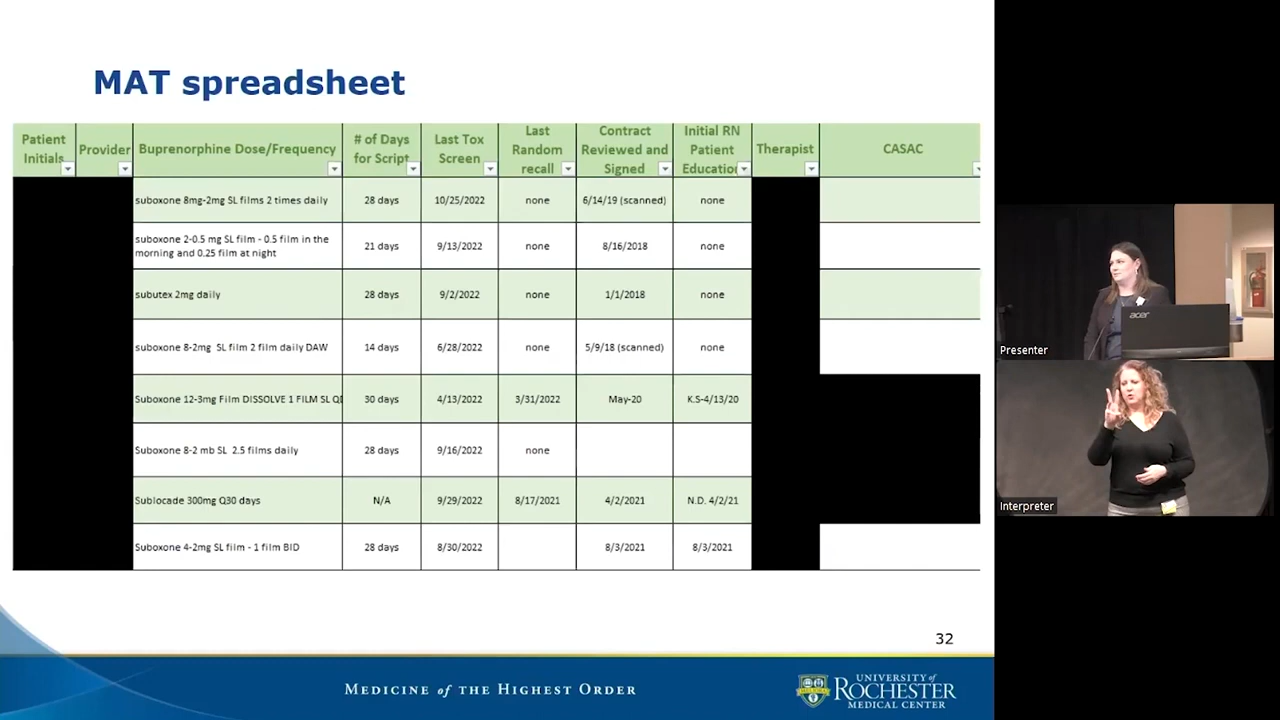 MAT spreadsheet
Patient Initials Provider Buprenorphine Dose/Frequency # of Days for Script Last Tox Screen Last Random recall Contract Reviewed and Signed Initial RN Patient Education Therapist CASAC
suboxone 8mg-2mg SL films 2 times daily 28 days 10/25/2022 none 6/14/19 (scanned) none
suboxone 2-0.5 mg SL film - 0.5 film in the morning and 0.25 film at night 21 days 9/13/2022 none 8/16/2018 none
subutex 2mg daily 28 days 9/2/2022 none 1/1/2018 none
suboxone 8-2mg SL film 2 film daily DAW 14 days 6/28/2022 none 5/9/18 (scanned) none
Suboxone 12-3mg Film DISSOLVE 1 FILM SL 30 days 4/13/2022 3/31/2022 May-20 K.S-4/13/20
Suboxone 8-2 mb SL 2.5 films daily 28 days 9/16/2022 none
Sublocade 300mg Q30 days N/A 9/29/2022 8/17/2021 4/2/2021 N.D. 4/2/21
Suboxone 4-2mg SL film - 1 film BID 28 days 8/30/2022 8/3/2021 8/3/2021
32
MEDICINE of THE HIGHEST ORDER
UNIVERSITY of
ROCHESTER
MEDICAL CENTER
acer
Presenter
Interpreter